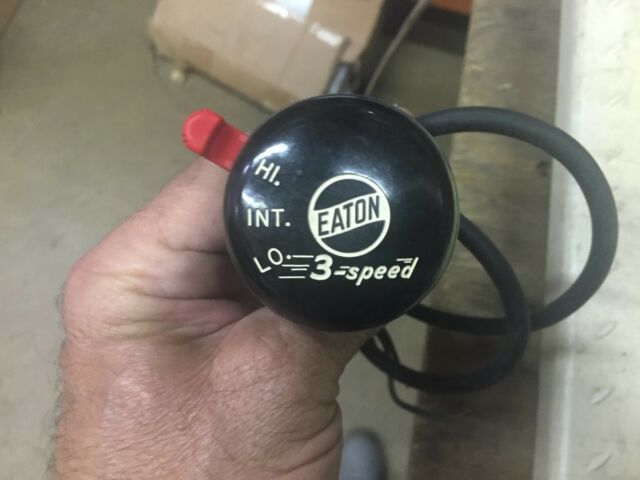 HI.
INT.
EATON
LO.
3-speed